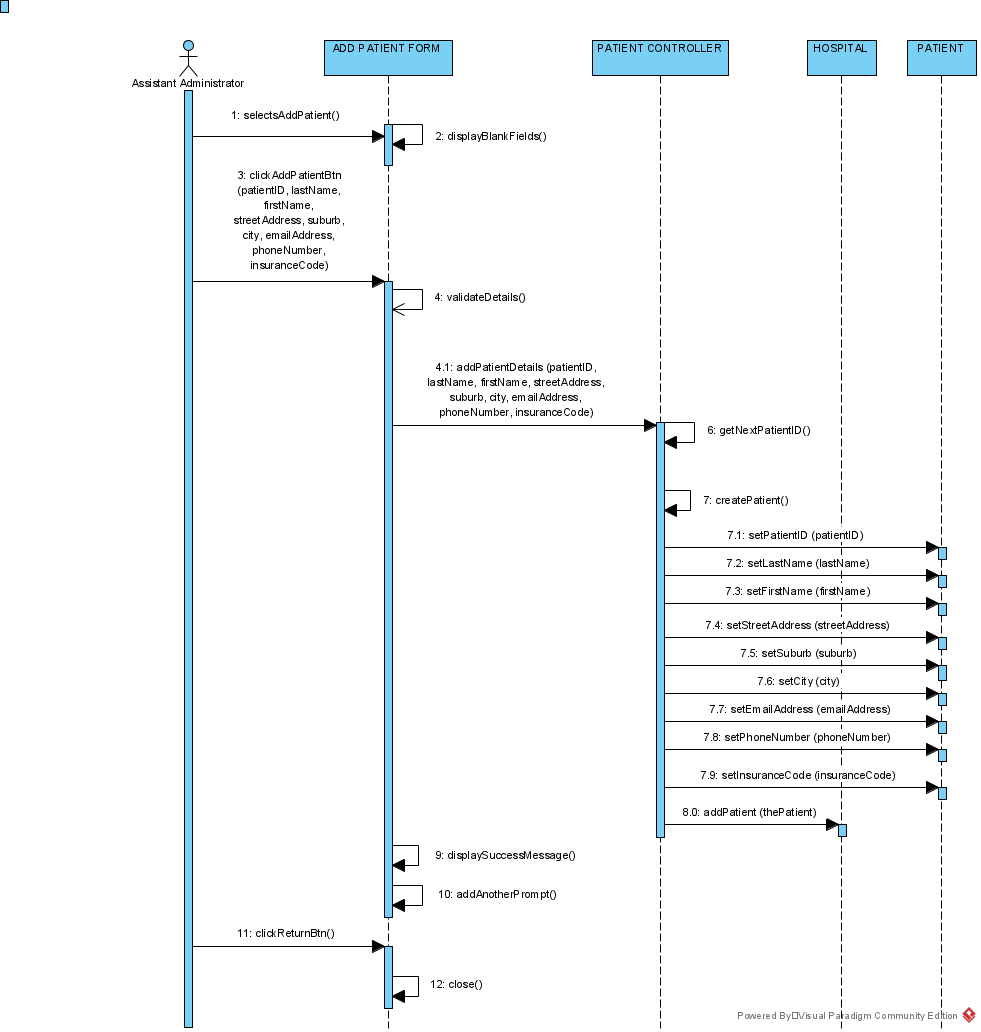 ADD PATIENT FORM
PATIENT CONTROLLER
HOSPITAL
PATIENT
Assistant Administrator
1: selectsAddPatient()
2: displayBlankFields()
3: clickAddPatientBtn
(patientID, lastName,
firstName,
streetAddress, suburb,
city, emailAddress,
phoneNumber,
insuranceCode)
4: validateDetails()
4.1: addPatientDetails (patientID,
lastName, firstName, streetAddress,
suburb, city, emailAddress,
phoneNumber, insuranceCode)
6: getNextPatientID()
7: createPatient()
7.1: setPatientID (patientID)
7.2: setLastName (lastName)
7.3: setFirstName (firstName)
7.4: setStreetAddress (streetAddress)
7.5: setSuburb (suburb)
7.6: setCity (city)
7.7: setEmailAddress (emailAddress)
7.8: setPhoneNumber (phoneNumber)
7.9: setInsuranceCode (insuranceCode)
8.0: addPatient (thePatient)
9: displaySuccessMessage()
10: addAnotherPrompt()
11: clickReturnBtn()
12: close()
Powered By□Visual Paradigm Community Edition